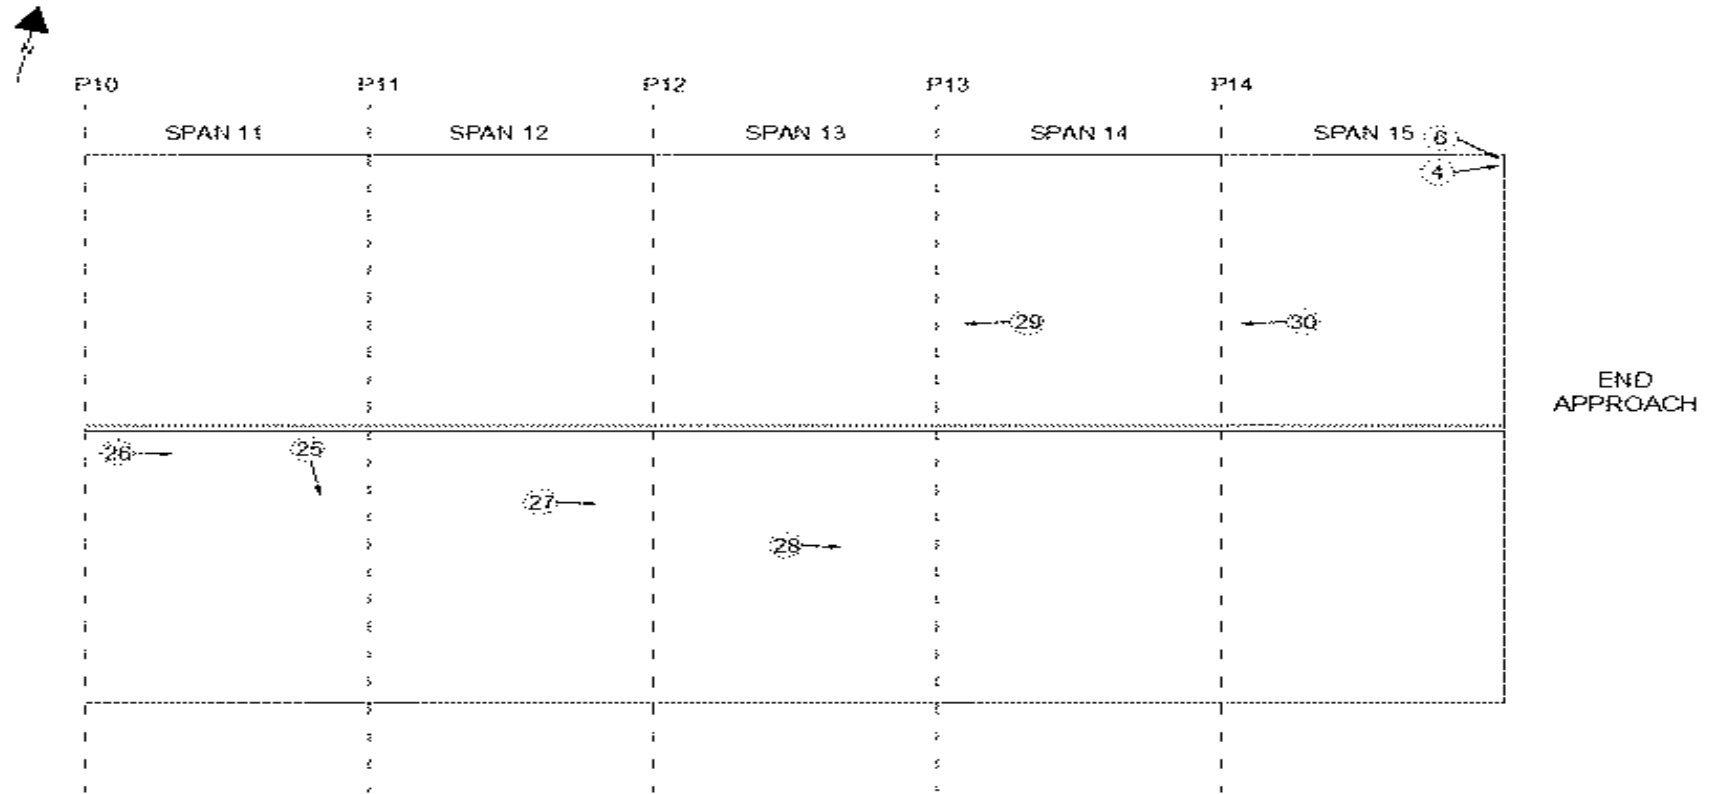 N
P10 P11 P12 P13 P14
SPAN 11 SPAN 12 SPAN 13 SPAN 14 SPAN 15 6
4
29 30
END
APPROACH
26 25
27
28